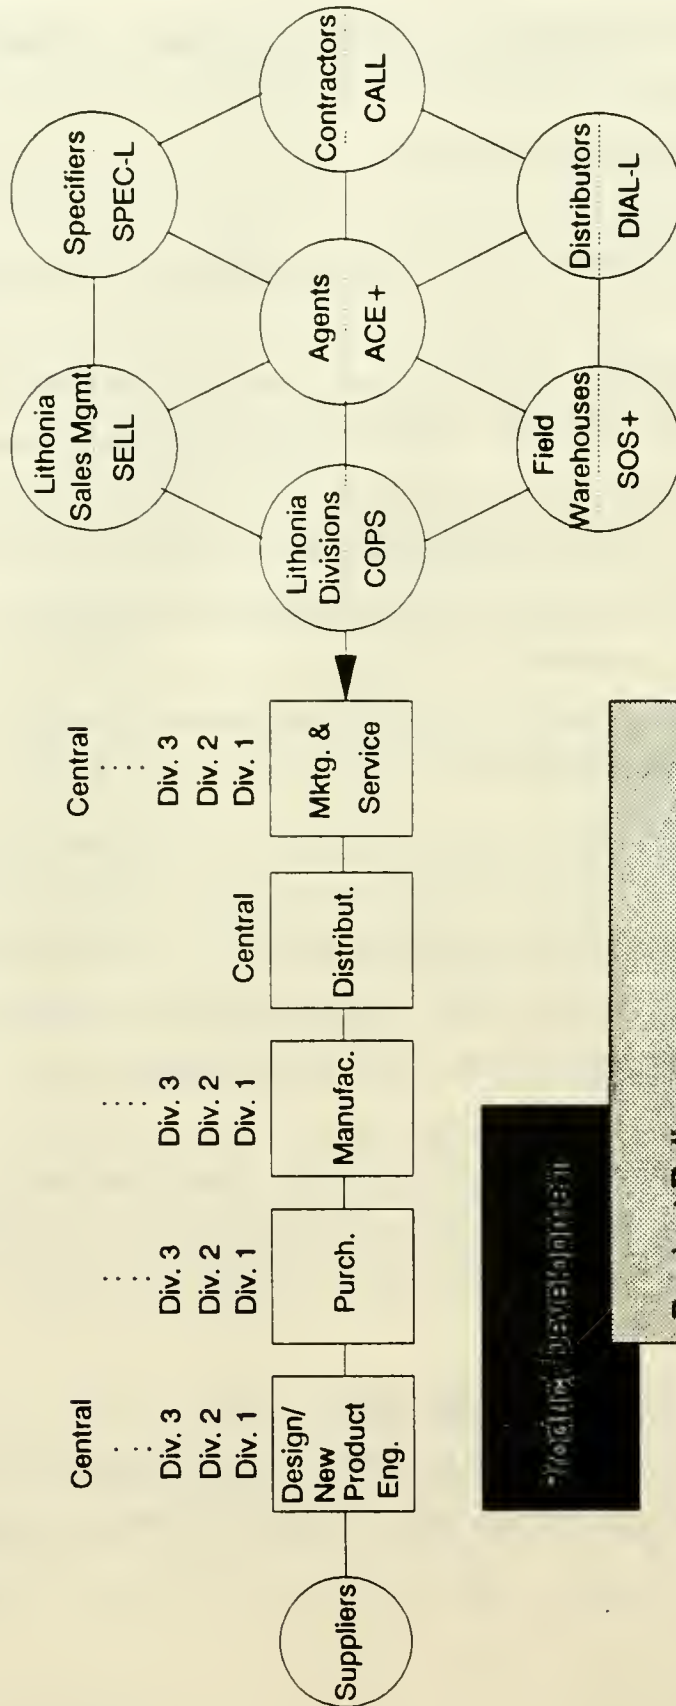 Central
....
Div. 3
Div. 2
Div. 1
....
Div. 3
Div. 2
Div. 1
....
Div. 3
Div. 2
Div. 1
Central
Central
....
Div. 3
Div. 2
Div. 1
Suppliers
Design/
New
Product
Eng.
Purch.
Manufac.
Distribut.
Mktg. &
Service
Lithonia
Sales Mgmt
SELL
Specifiers
SPEC-L
Lithonia
Divisions
COPS
Agents
ACE+
Contractors
CALL
Field
Warehouses
SOS+
Distributors
DIAL-L
Product Development